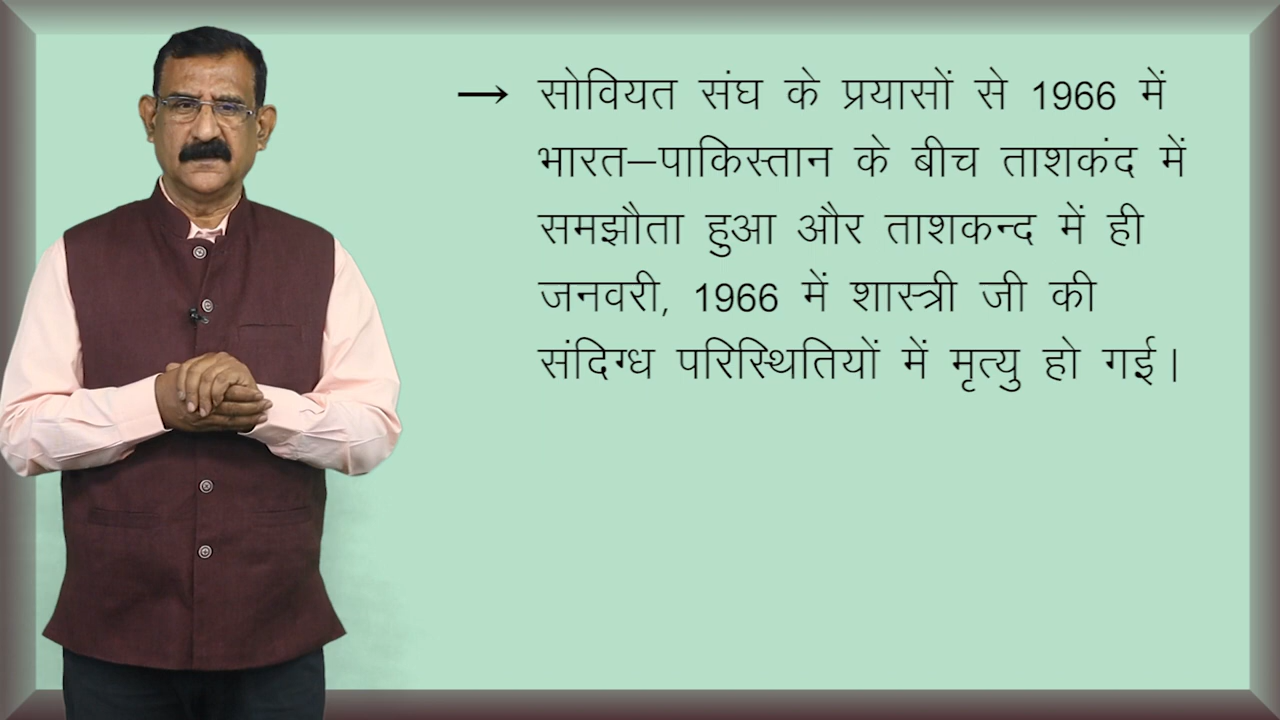 → सोवियत संघ के प्रयासों से 1966 में
भारत–पाकिस्तान के बीच ताशकंद में
समझौता हुआ और ताशकन्द में ही
जनवरी, 1966 में शास्त्री जी की
संदिग्ध परिस्थितियों में मृत्यु हो गई।